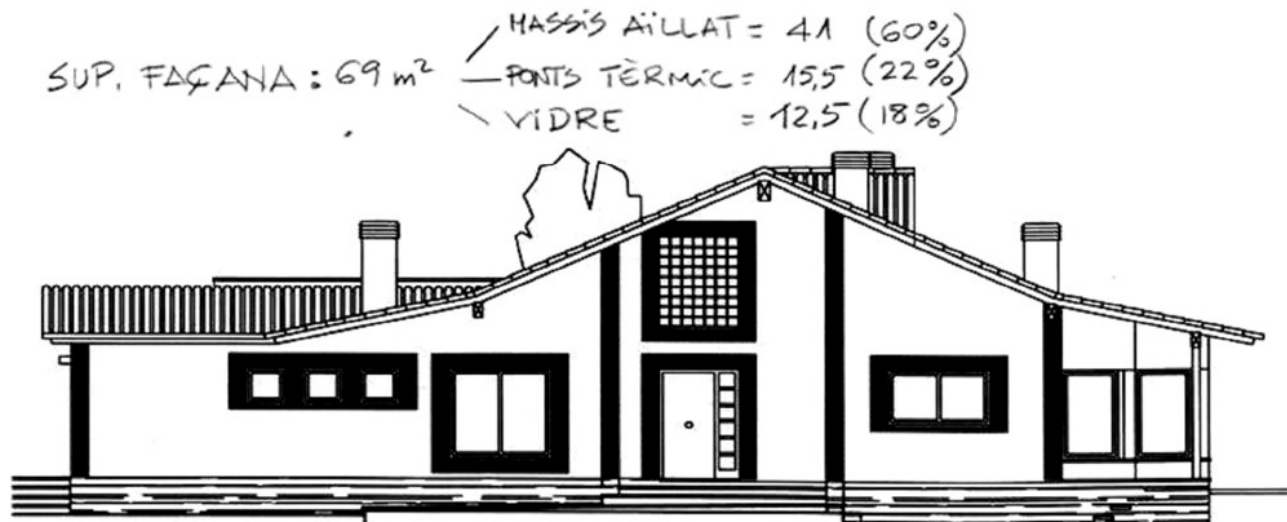 MASSÍS AÏLLAT = 41 (60%)
SUP. FAÇANA : 69 m² PONTS TÈRMIC = 15,5 (22%)
VIDRE = 12,5 (18%)